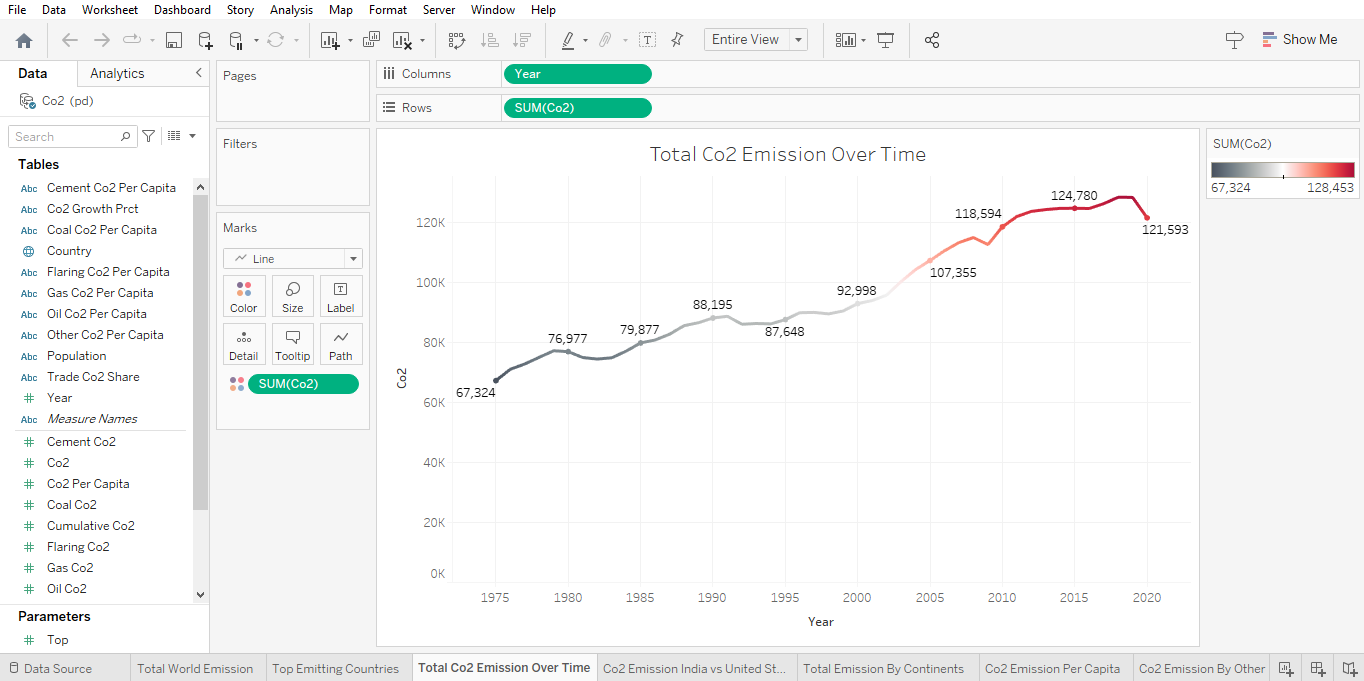 File Data Worksheet Dashboard Story Analysis Map Format Server Window Help
Entire View
Show Me
Data Analytics
Co2 (pd)
Search
Tables
Abc Cement Co2 Per Capita
Abc Co2 Growth Prct
Abc Coal Co2 Per Capita
Country
Abc Flaring Co2 Per Capita
Abc Gas Co2 Per Capita
Abc Oil Co2 Per Capita
Abc Other Co2 Per Capita
Abc Population
Abc Trade Co2 Share
# Year
Abc Measure Names
# Cement Co2
# Co2
# Co2 Per Capita
# Coal Co2
# Cumulative Co2
# Flaring Co2
# Gas Co2
# Oil Co2
Parameters
# Top
Pages
Filters
Marks
Line
Color Size Label
Detail Tooltip Path
SUM(Co2)
Columns Year
Rows SUM(Co2)
Total Co2 Emission Over Time
120K
100K
80K
60K
40K
20K
0K
Co2
67,324
76,977
79,877
88,195
87,648
92,998
107,355
118,594
124,780
121,593
1975 1980 1985 1990 1995 2000 2005 2010 2015 2020
Year
SUM(Co2)
67,324 128,453
Data Source Total World Emission Top Emitting Countries Total Co2 Emission Over Time Co2 Emission India vs United St... Total Emission By Continents Co2 Emission Per Capita Co2 Emission By Other